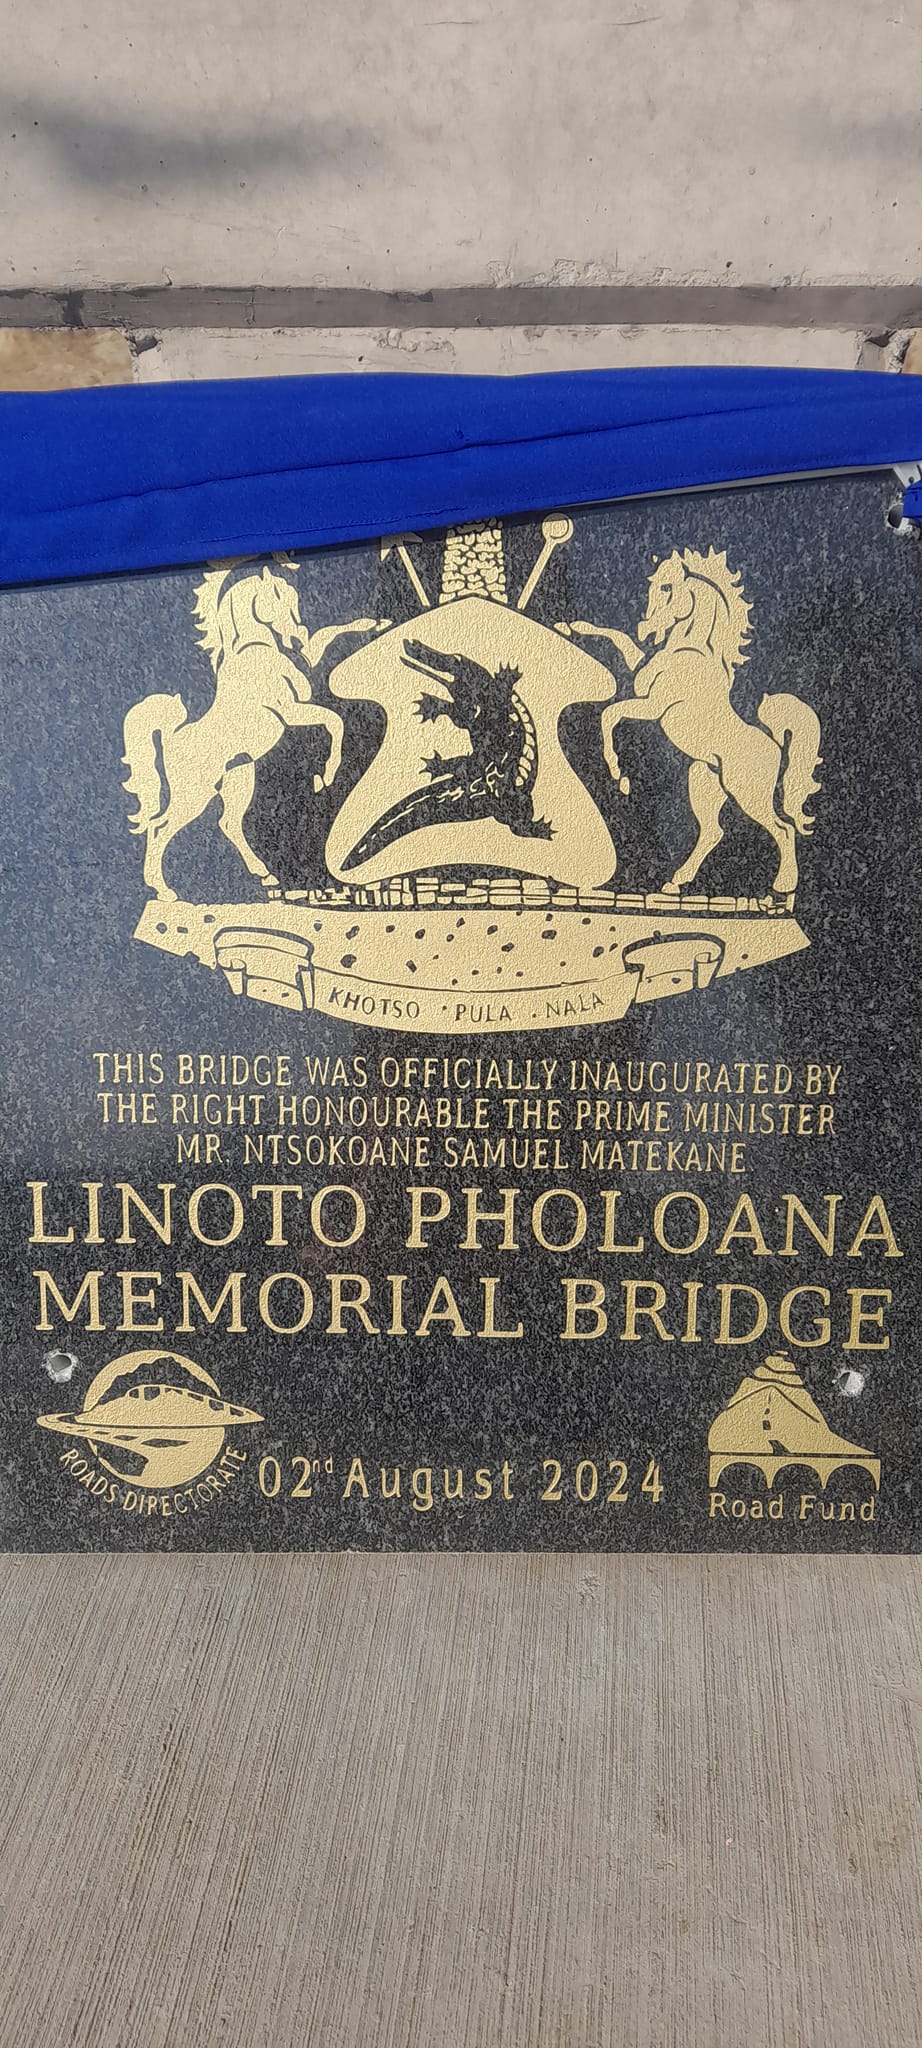 KHOTSO · PULA . NALA
THIS BRIDGE WAS OFFICIALLY INAUGURATED BY
THE RIGHT HONOURABLE THE PRIME MINISTER
MR. NTSOKOANE SAMUEL MATEKANE
LINOTO PHOLOANA
MEMORIAL BRIDGE
ROADS DIRECTORATE
02nd August 2024
Road Fund